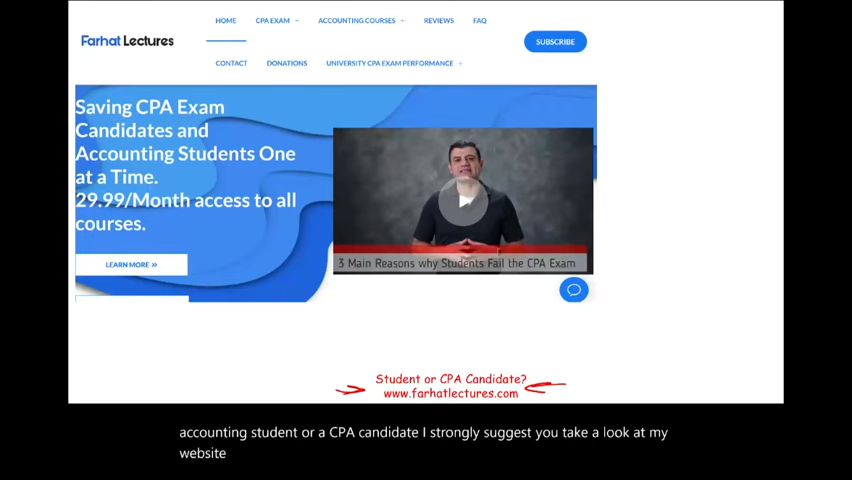 HOME
CPA EXAM
ACCOUNTING COURSES
REVIEWS
FAQ
Farhat Lectures
SUBSCRIBE
CONTACT
DONATIONS
UNIVERSITY CPA EXAM PERFORMANCE
Saving CPA Exam
Candidates and
Accounting Students One
at a Time.
29.99/Month access to all
courses.
LEARN MORE »
3 Main Reasons why Students Fail the CPA Exam
Student or CPA Candidate?
www.farhatlectures.com
accounting student or a CPA candidate I strongly suggest you take a look at my
website